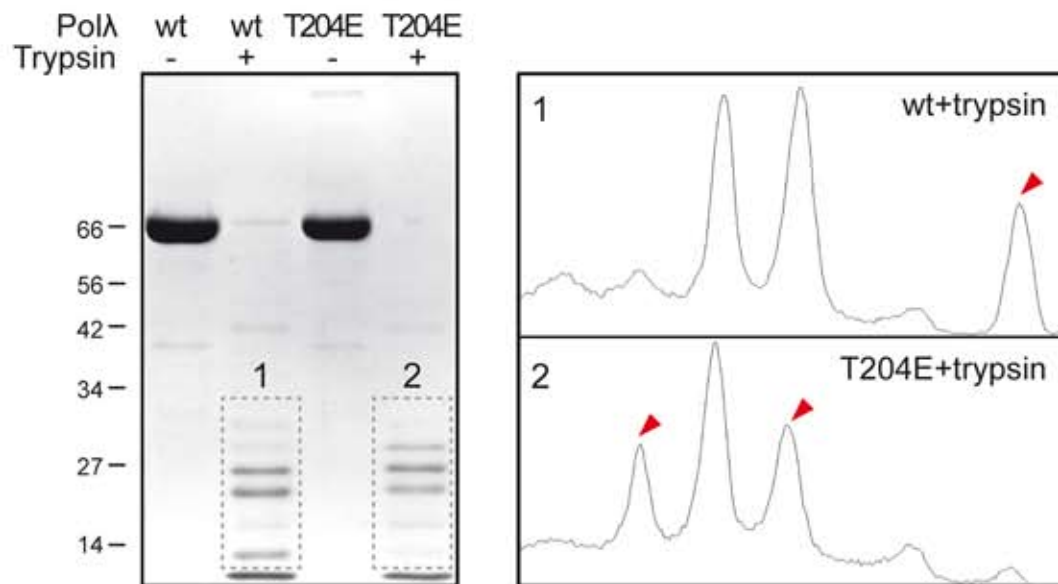 Polλ wt wt T204E T204E
Trypsin - + - +
66
56
42
34
27
14
1
2
1 wt+trypsin
2 T204E+trypsin